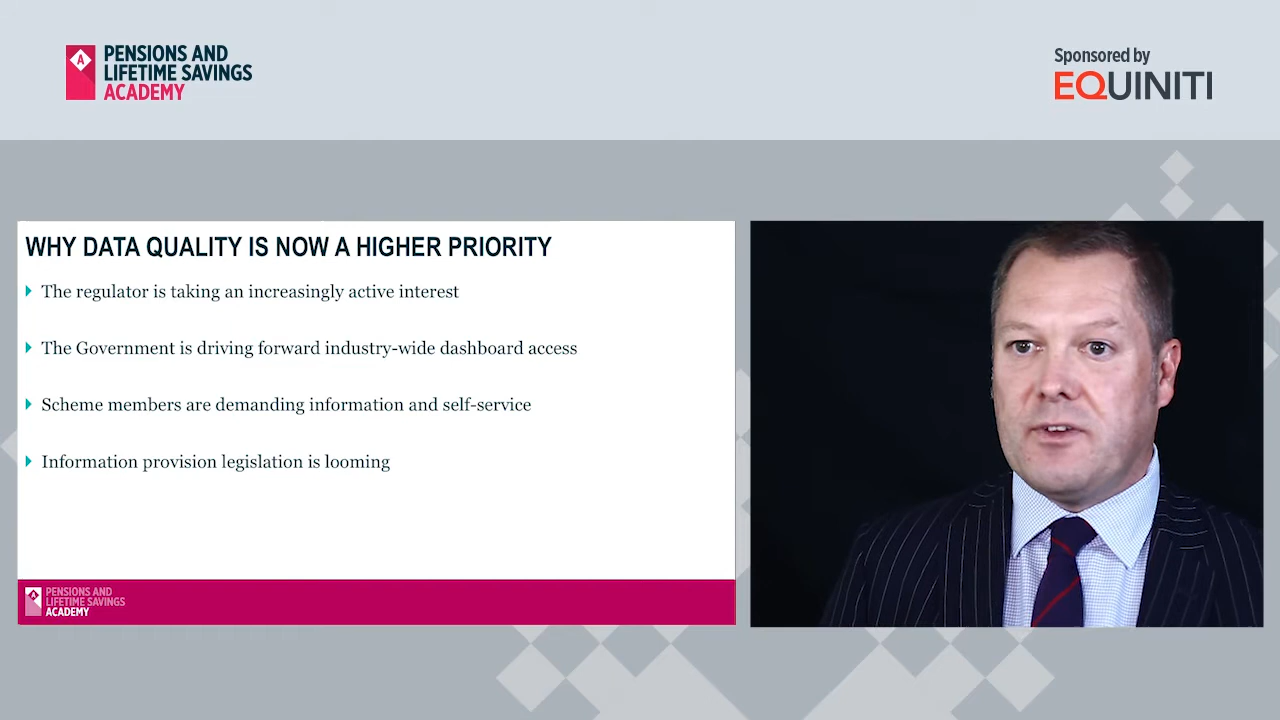 PENSIONS AND
LIFETIME SAVINGS
ACADEMY
Sponsored by
EQUINITI
WHY DATA QUALITY IS NOW A HIGHER PRIORITY
The regulator is taking an increasingly active interest
The Government is driving forward industry-wide dashboard access
Scheme members are demanding information and self-service
Information provision legislation is looming
PENSIONS AND
LIFETIME SAVINGS
ACADEMY